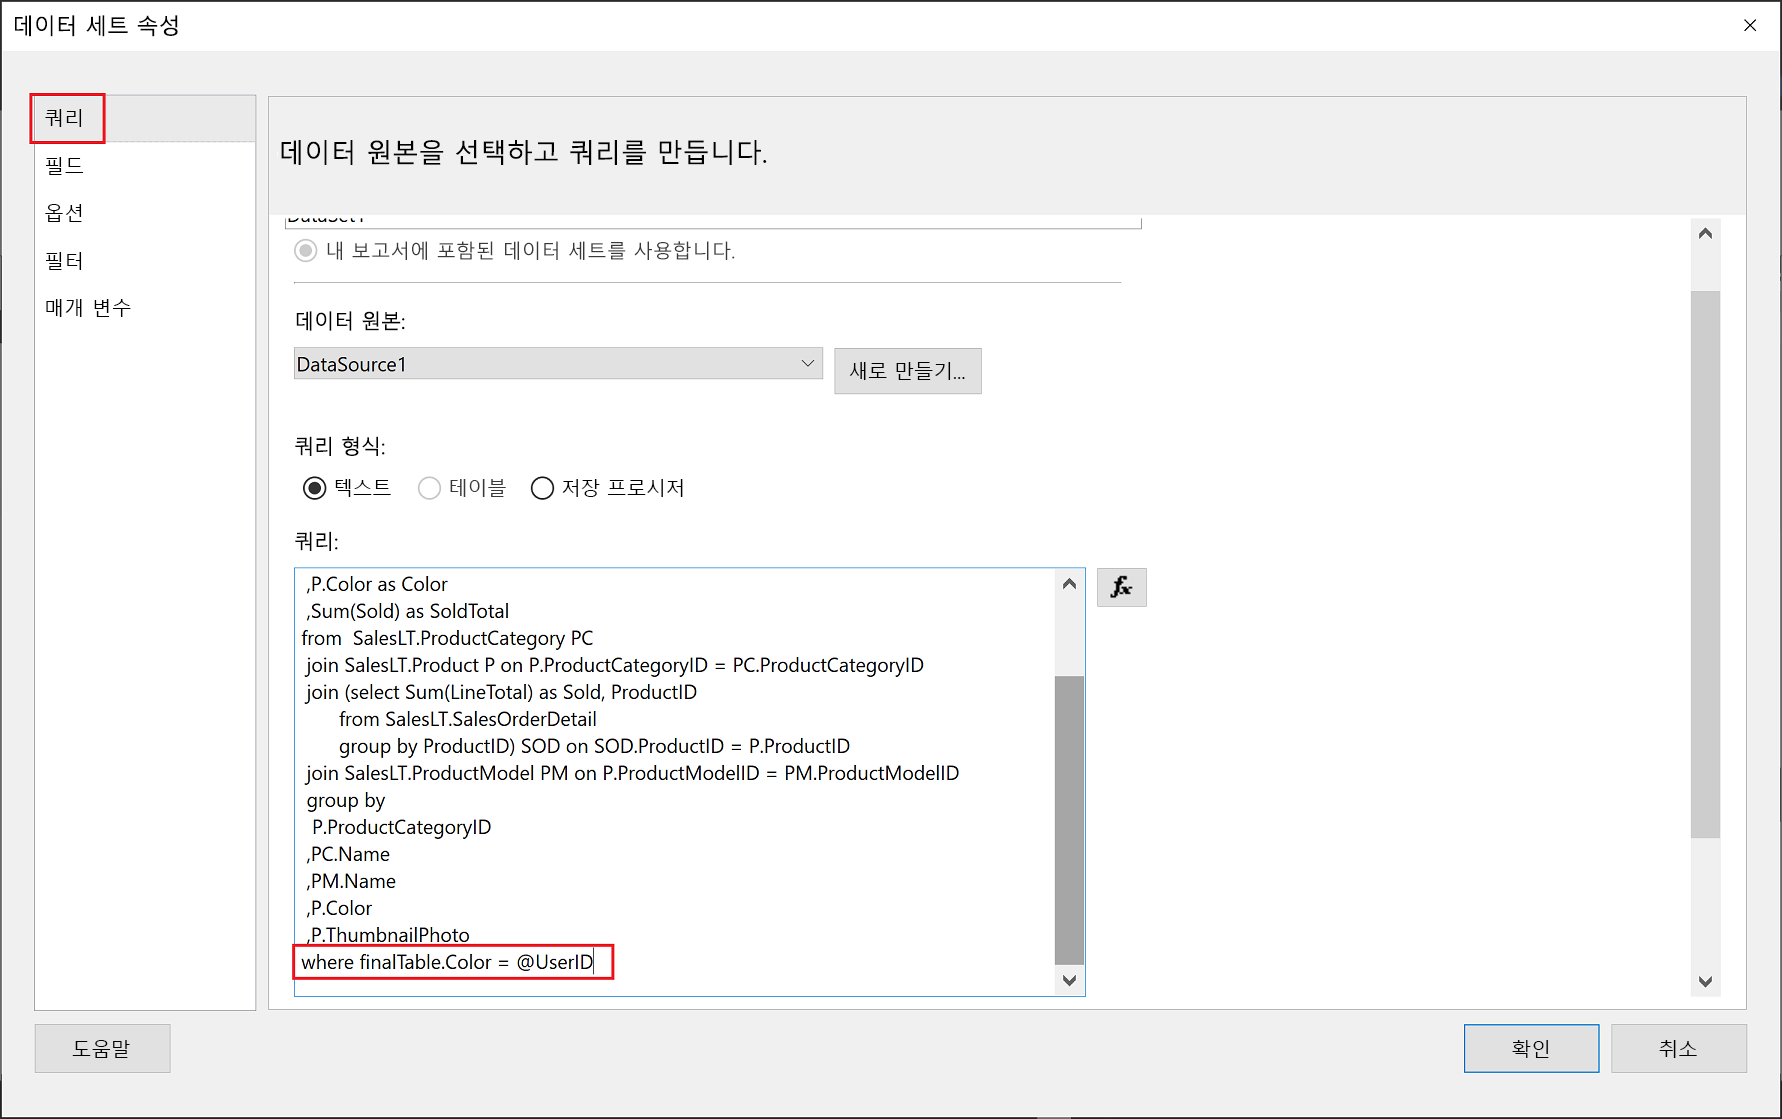 데이터 세트 속성
쿼리
필드
옵션
필터
매개 변수
데이터 원본을 선택하고 쿼리를 만듭니다.
DataSet1
내 보고서에 포함된 데이터 세트를 사용합니다.
데이터 원본:
DataSource1
새로 만들기...
쿼리 형식:
텍스트 테이블 저장 프로시저
쿼리:
,P.Color as Color
,Sum(Sold) as SoldTotal
from  SalesLT.ProductCategory PC
join SalesLT.Product P on P.ProductCategoryID = PC.ProductCategoryID
join (select Sum(LineTotal) as Sold, ProductID
from SalesLT.SalesOrderDetail
group by ProductID) SOD on SOD.ProductID = P.ProductID
join SalesLT.ProductModel PM on P.ProductModelID = PM.ProductModelID
group by
P.ProductCategoryID
,PC.Name
,PM.Name
,P.Color
,P.ThumbnailPhoto
where finalTable.Color = @UserID
fx
도움말
확인
취소